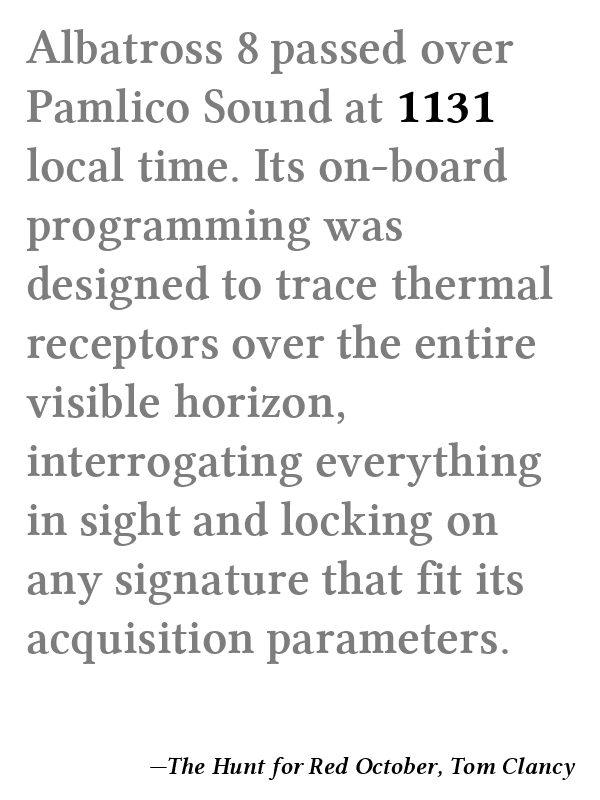 Albatross 8 passed over
Pamlico Sound at 1131
local time. Its on-board
programming was
designed to trace thermal
receptors over the entire
visible horizon,
interrogating everything
in sight and locking on
any signature that fit its
acquisition parameters.
—The Hunt for Red October, Tom Clancy